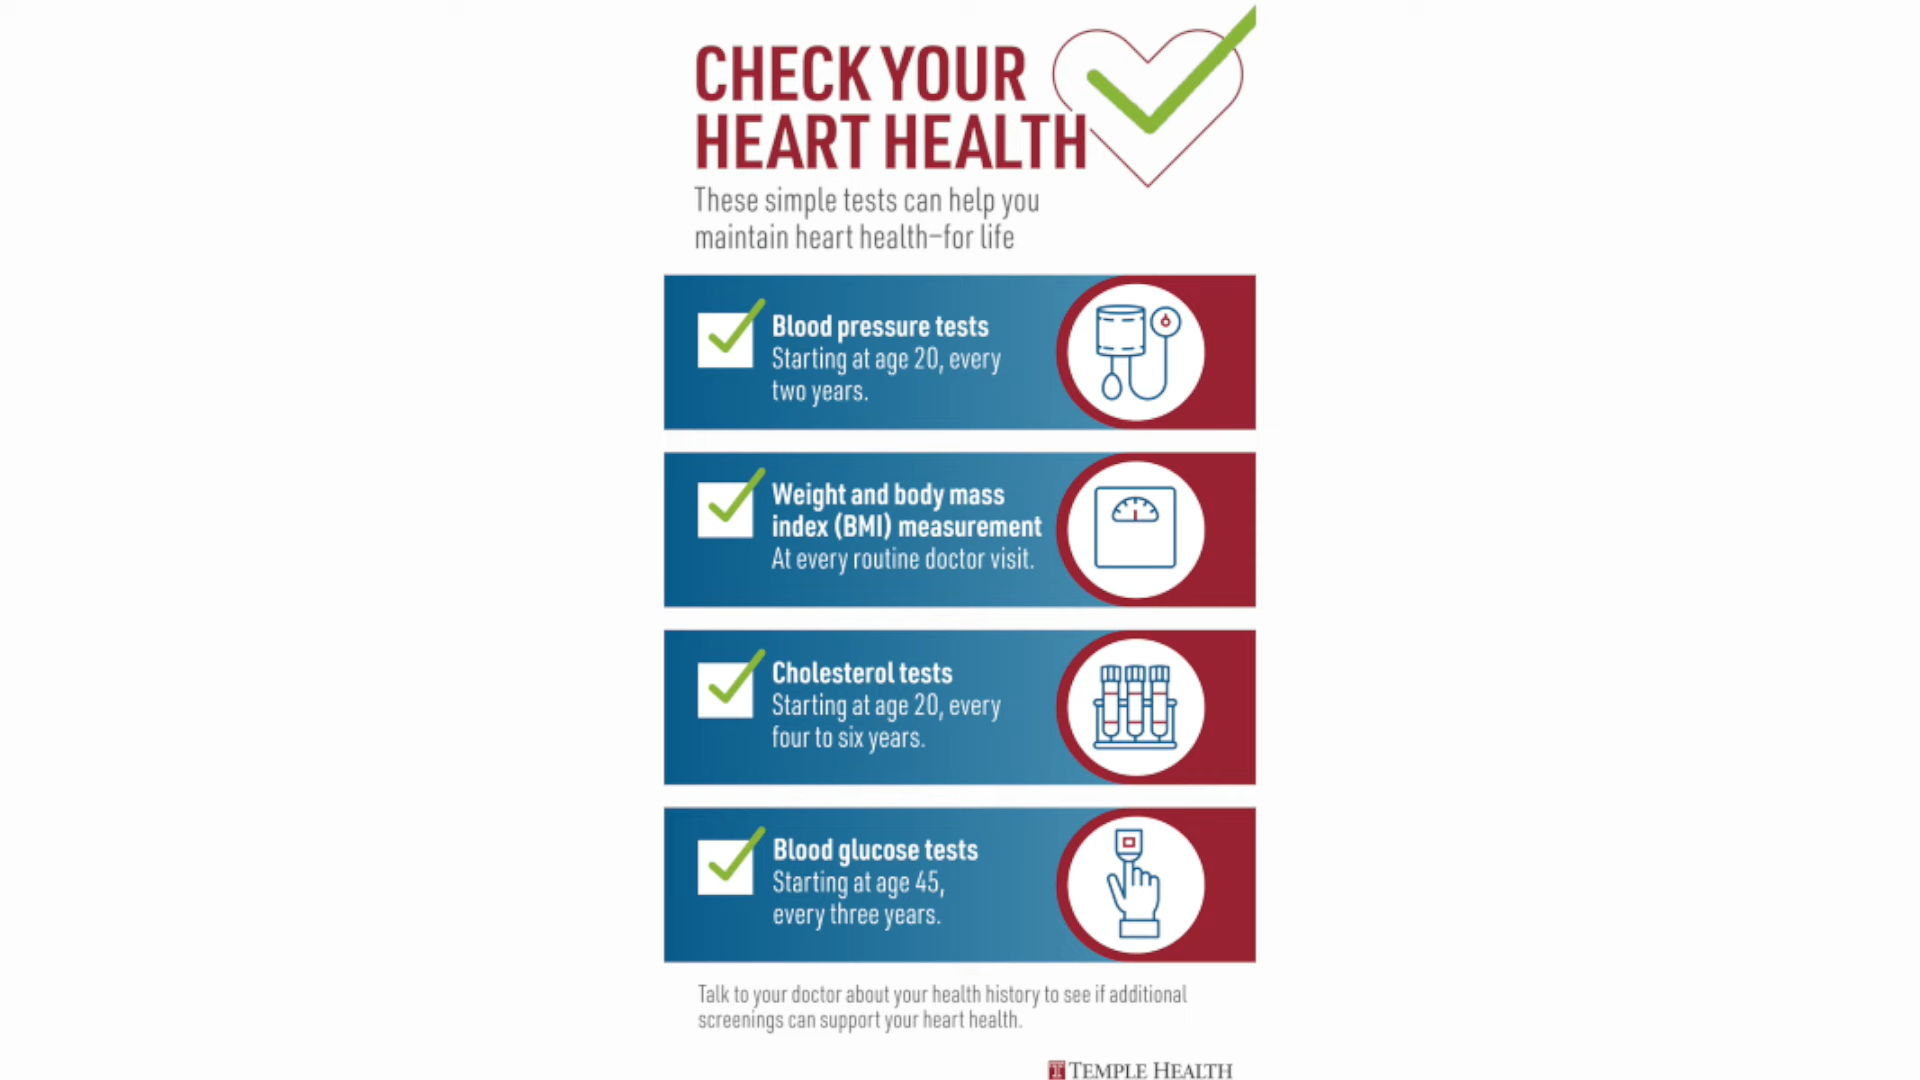 CHECK YOUR
HEART HEALTH
These simple tests can help you
maintain heart health–for life
Blood pressure tests
Starting at age 20, every
two years.
Weight and body mass
index (BMI) measurement
At every routine doctor visit.
Cholesterol tests
Starting at age 20, every
four to six years.
Blood glucose tests
Starting at age 45,
every three years.
Talk to your doctor about your health history to see if additional
screenings can support your heart health.
TEMPLE HEALTH